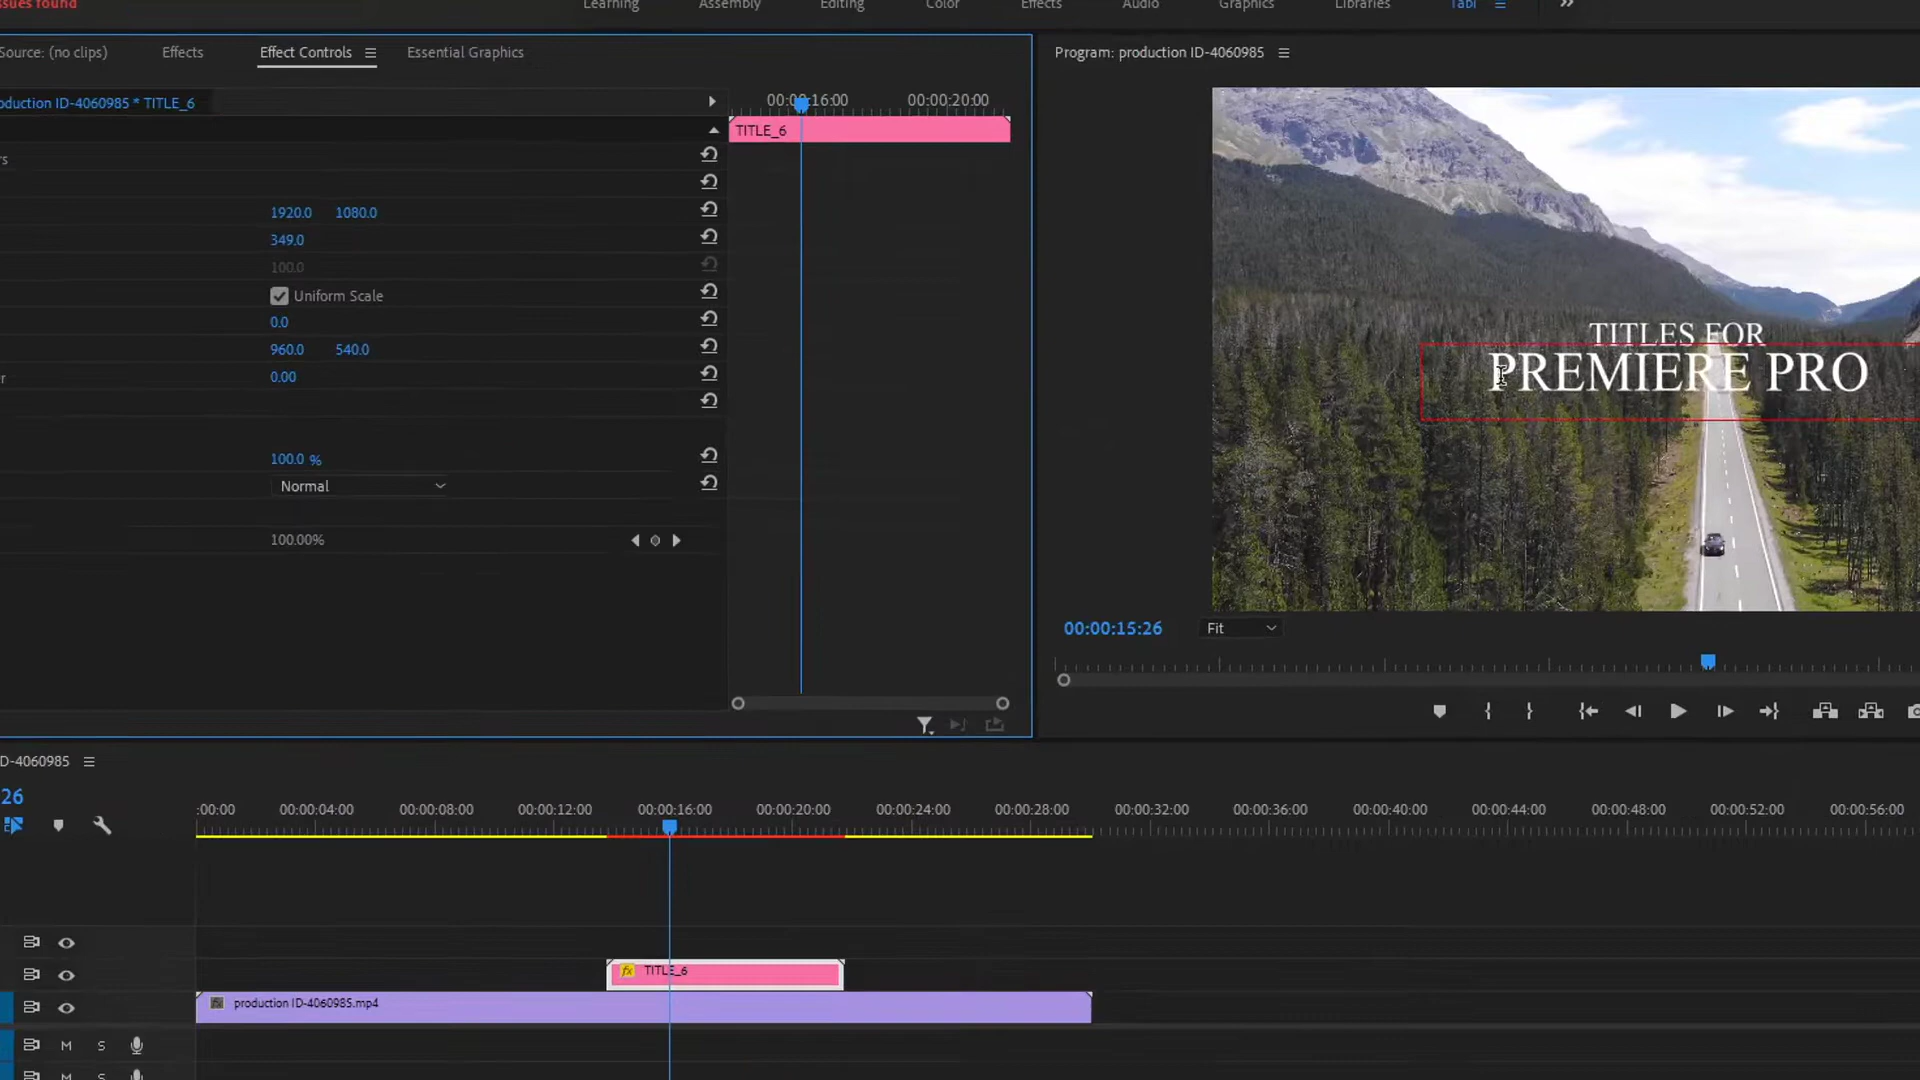 ssues found
Learning
Assembly
Editing
Color
Effects
Audio
Graphics
Libraries
Tabi
Source: (no clips)
Effects
Effect Controls
Essential Graphics
Program: production ID-4060985
oduction ID-4060985 * TITLE_6
00:00:16:00
00:00:20:00
TITLE_6
rs
1920.0 1080.0
349.0
100.0
Uniform Scale
0.0
960.0 540.0
r
0.00
100.0 %
Normal
100.00%
TITLES FOR
PREMIERE PRO
00:00:15:26
Fit
D-4060985
26
:00:00
00:00:04:00
00:00:08:00
00:00:12:00
00:00:16:00
00:00:20:00
00:00:24:00
00:00:28:00
00:00:32:00
00:00:36:00
00:00:40:00
00:00:44:00
00:00:48:00
00:00:52:00
00:00:56:00
fx TITLE_6
fx production ID-4060985.mp4
M S
M S